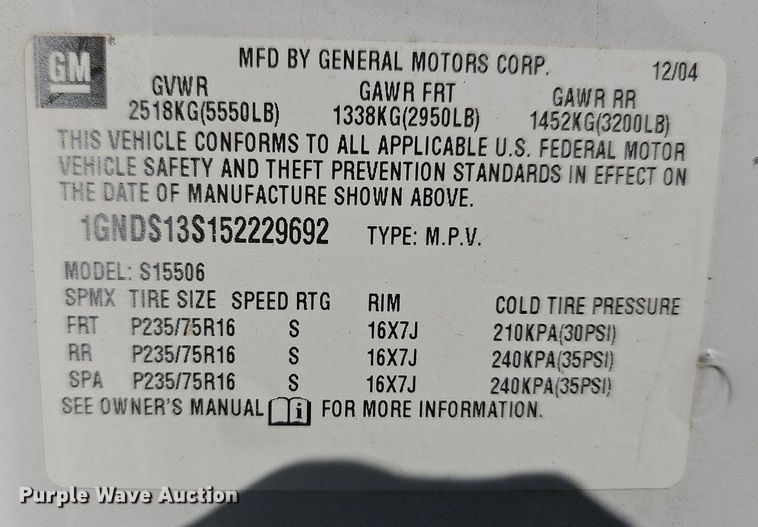 GM
MFD BY GENERAL MOTORS CORP. 12/04
GVWR GAWR FRT GAWR RR
2518KG(5550LB) 1338KG(2950LB) 1452KG(3200LB)
THIS VEHICLE CONFORMS TO ALL APPLICABLE U.S. FEDERAL MOTOR
VEHICLE SAFETY AND THEFT PREVENTION STANDARDS IN EFFECT ON
THE DATE OF MANUFACTURE SHOWN ABOVE.
1GNDS13S152229692 TYPE: M.P.V.
MODEL: S15506
SPMX TIRE SIZE SPEED RTG RIM COLD TIRE PRESSURE
FRT P235/75R16 S 16X7J 210KPA(30PSI)
RR P235/75R16 S 16X7J 240KPA(35PSI)
SPA P235/75R16 S 16X7J 240KPA(35PSI)
SEE OWNER'S MANUAL i FOR MORE INFORMATION.
Purple Wave Auction